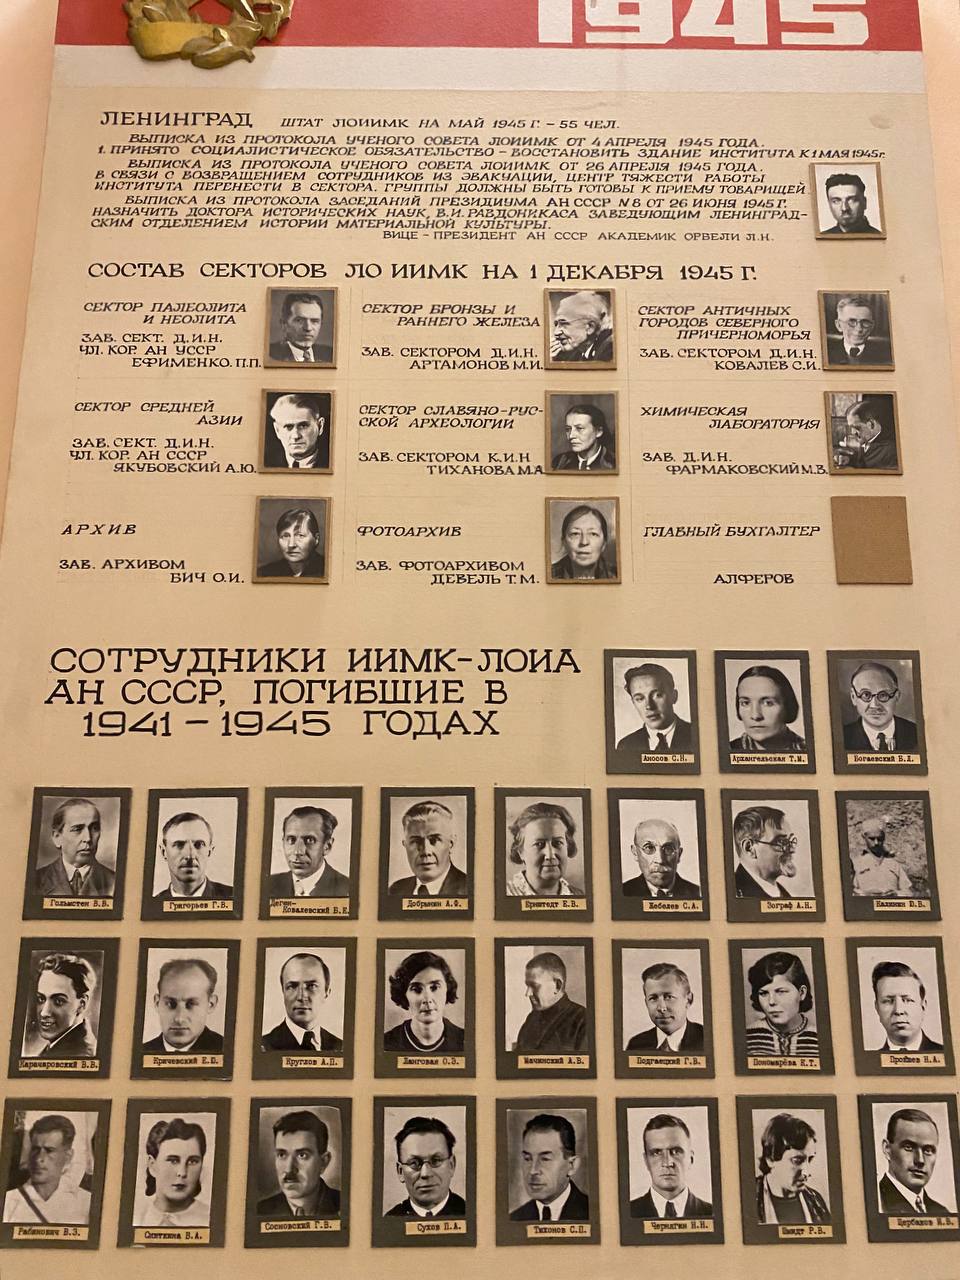 1945
ЛЕНИНГРАД ШТАТ ЛОИИМК НА МАЙ 1945 Г. – 55 ЧЕЛ.
ВЫПИСКА ИЗ ПРОТОКОЛА УЧЕНОГО СОВЕТА ЛОИИМК ОТ 4 АПРЕЛЯ 1945 ГОДА.
1. ПРИНЯТО СОЦИАЛИСТИЧЕСКОЕ ОБЯЗАТЕЛЬСТВО – ВОССТАНОВИТЬ ЗДАНИЕ ИНСТИТУТА К 1 МАЯ 1945г.
ВЫПИСКА ИЗ ПРОТОКОЛА УЧЕНОГО СОВЕТА ЛОИИМК ОТ 26 АПРЕЛЯ 1945 ГОДА.
В СВЯЗИ С ВОЗВРАЩЕНИЕМ СОТРУДНИКОВ ИЗ ЭВАКУАЦИИ, ЦЕНТР ТЯЖЕСТИ РАБОТЫ
ИНСТИТУТА ПЕРЕНЕСТИ В СЕКТОРА. ГРУППЫ ДОЛЖНЫ БЫТЬ ГОТОВЫ К ПРИЕМУ ТОВАРИЩЕЙ.
ВЫПИСКА ИЗ ПРОТОКОЛА ЗАСЕДАНИЙ ПРЕЗИДИУМА АН СССР №8 ОТ 26 ИЮНЯ 1945 Г.
НАЗНАЧИТЬ ДОКТОРА ИСТОРИЧЕСКИХ НАУК, В.И. РАВДОНИКАСА ЗАВЕДУЮЩИМ ЛЕНИНГРАД-
СКИМ ОТДЕЛЕНИЕМ ИСТОРИИ МАТЕРИАЛЬНОЙ КУЛЬТУРЫ.
ВИЦЕ – ПРЕЗИДЕНТ АН СССР АКАДЕМИК ОРБЕЛИ Л.Н.
СОСТАВ СЕКТОРОВ ЛО ИИМК НА 1 ДЕКАБРЯ 1945 Г.
СЕКТОР ПАЛЕОЛИТА
И НЕОЛИТА
ЗАВ. СЕКТ. Д.И.Н.
ЧЛ. КОР. АН УССР
ЕФИМЕНКО. П.П.
СЕКТОР БРОНЗЫ И
РАННЕГО ЖЕЛЕЗА
ЗАВ. СЕКТОРОМ Д.И.Н.
АРТАМОНОВ М.И.
СЕКТОР АНТИЧНЫХ
ГОРОДОВ СЕВЕРНОГО
ПРИЧЕРНОМОРЬЯ
ЗАВ. СЕКТОРОМ Д.И.Н.
КОВАЛЕВ С.И.
СЕКТОР СРЕДНЕЙ
АЗИИ
ЗАВ. СЕКТ. Д.И.Н.
ЧЛ. КОР. АН СССР
ЯКУБОВСКИЙ А.Ю.
СЕКТОР СЛАВЯНО-РУС-
СКОЙ АРХЕОЛОГИИ
ЗАВ. СЕКТОРОМ К.И.Н
ТИХАНОВА М.А.
ХИМИЧЕСКАЯ
ЛАБОРАТОРИЯ
ЗАВ. Д.И.Н.
ФАРМАКОВСКИЙ М.В.
АРХИВ
ЗАВ. АРХИВОМ
БИЧ О.И.
ФОТОАРХИВ
ЗАВ. ФОТОАРХИВОМ
ДЕВЕЛЬ Т.М.
ГЛАВНЫЙ БУХГАЛТЕР
АЛФЕРОВ
СОТРУДНИКИ ИИМК-ЛОИА
АН СССР, ПОГИБШИЕ В
1941 – 1945 ГОДАХ
Аносов С.Н.
Архангельская Т.М.
Богаевский Б.Л.
Гольмстен В.В.
Григорьев Г.В.
Деген-
Ковалевский Б.Е.
Добрынин А.Ф.
Ернштедт Е.В.
Жебелев С.А.
Зограф А.Н.
Калинин Ю.В.
Карачаровский В.В.
Кричевский Е.Ю.
Круглов А.П.
Ланговая О.Э.
Мачинский А.В.
Подгаецкий Г.В.
Пономарёва К.Т.
Прокшев Н.А.
Рабинович В.З.
Сниткина В.А.
Сосновский Г.В.
Сухов П.А.
Тихонов С.П.
Чернягин Н.Н.
Шмидт Р.В.
Щербаков И.В.